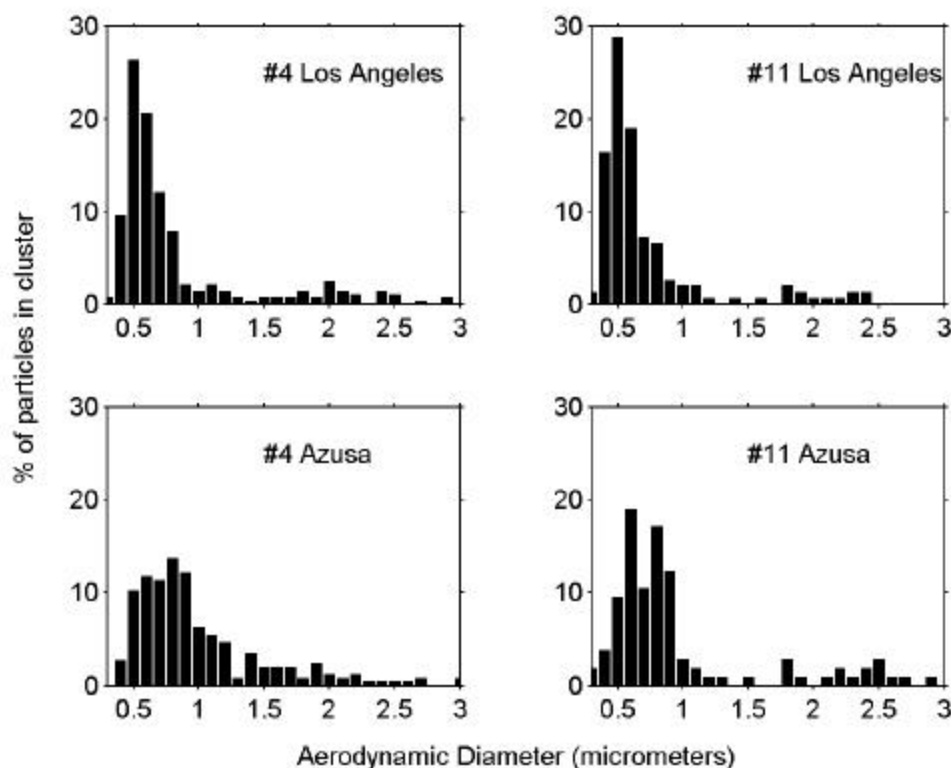 30
20
10
0
#4 Los Angeles
0.5 1 1.5 2 2.5 3
30
20
10
0
#11 Los Angeles
0.5 1 1.5 2 2.5 3
% of particles in cluster
30
20
10
0
#4 Azusa
0.5 1 1.5 2 2.5 3
30
20
10
0
#11 Azusa
0.5 1 1.5 2 2.5 3
Aerodynamic Diameter (micrometers)